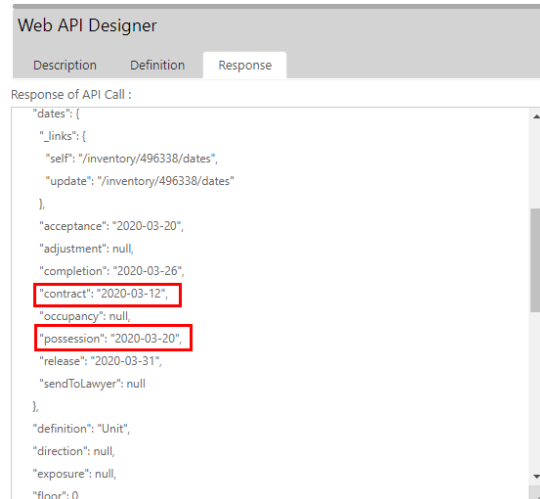 Web API Designer
Description Definition Response
Response of API Call :
"dates": {
"_links": {
"self": "/inventory/496338/dates",
"update": "/inventory/496338/dates"
},
"acceptance": "2020-03-20",
"adjustment": null,
"completion": "2020-03-26",
"contract": "2020-03-12",
"occupancy": null,
"possession": "2020-03-20",
"release": "2020-03-31",
"sendToLawyer": null
},
"definition": "Unit",
"direction": null,
"exposure": null,
"floor": 0